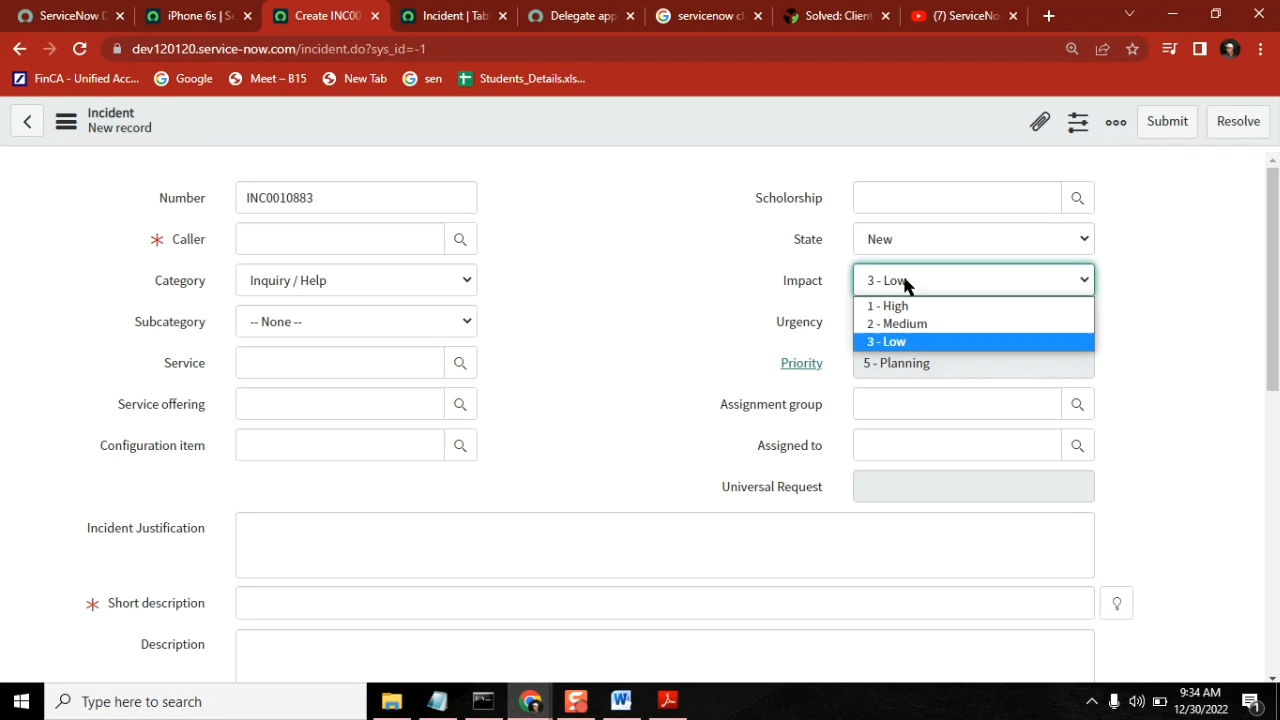 ServiceNow D
iPhone 6s | Sc
Create INC00
Incident | Tab
Delegate app
servicenow cl
Solved: Client
(7) ServiceNo
dev120120.service-now.com/incident.do?sys_id=-1
FinCA - Unified Acc...
Google
Meet – B15
New Tab
sen
Students_Details.xls...
Incident
New record
Submit
Resolve
Number
INC0010883
Scholorship
Caller
State
New
Category
Inquiry / Help
Impact
3 - Low
1 - High
2 - Medium
3 - Low
Subcategory
-- None --
Urgency
Service
Priority
5 - Planning
Service offering
Assignment group
Configuration item
Assigned to
Universal Request
Incident Justification
Short description
Description
Type here to search
9:34 AM
12/30/2022
1